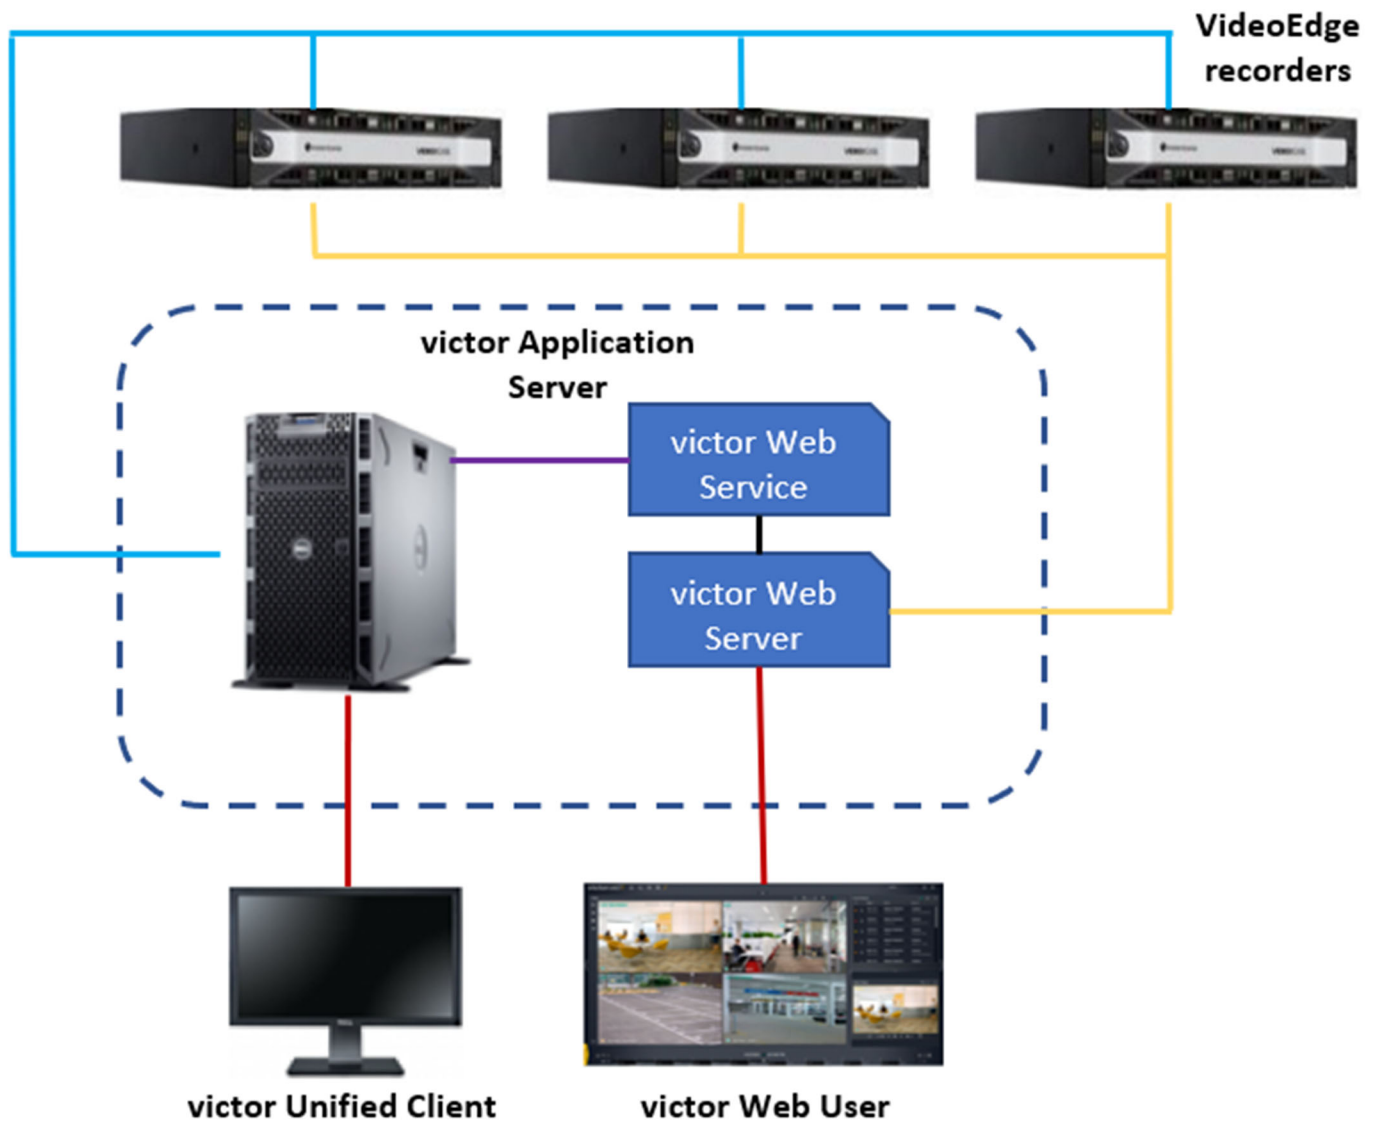 VideoEdge
recorders
victor Application
Server
victor Web
Service
victor Web
Server
victor Unified Client
victor Web User